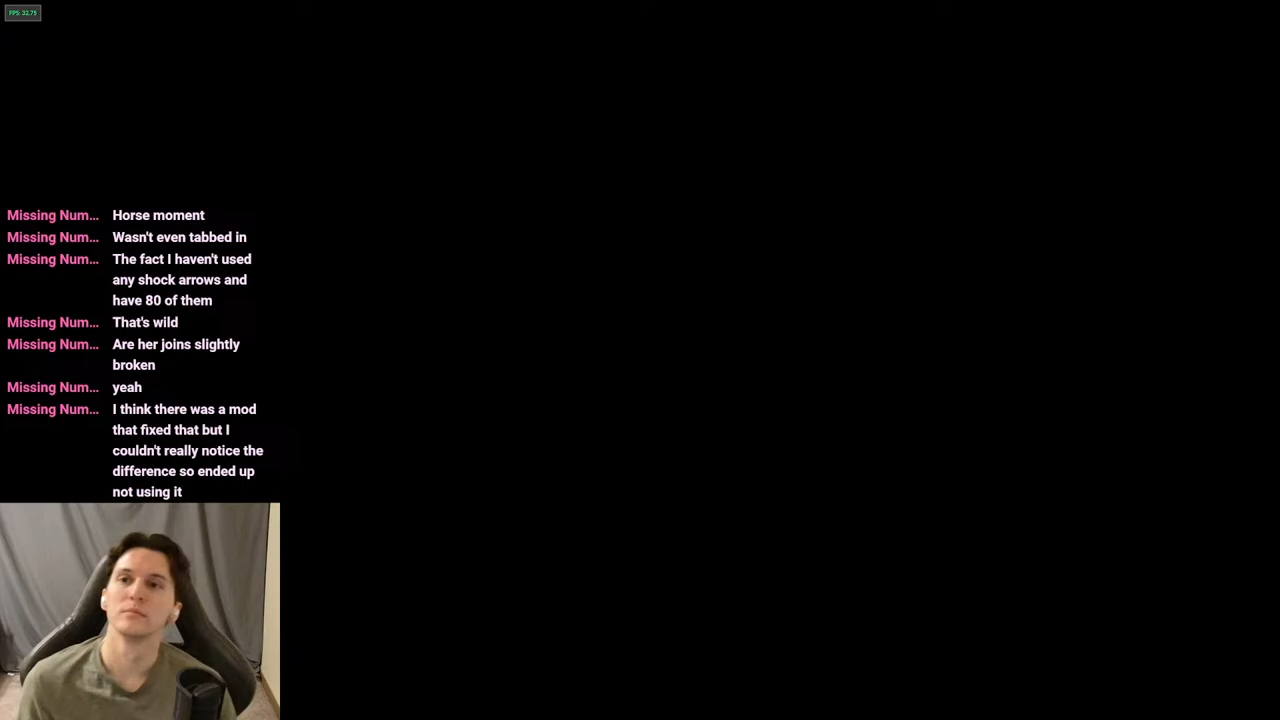 FPS: 32.75
Missing Num... Horse moment
Missing Num... Wasn't even tabbed in
Missing Num... The fact I haven't used
any shock arrows and
have 80 of them
Missing Num... That's wild
Missing Num... Are her joins slightly
broken
Missing Num... yeah
Missing Num... I think there was a mod
that fixed that but I
couldn't really notice the
difference so ended up
not using it